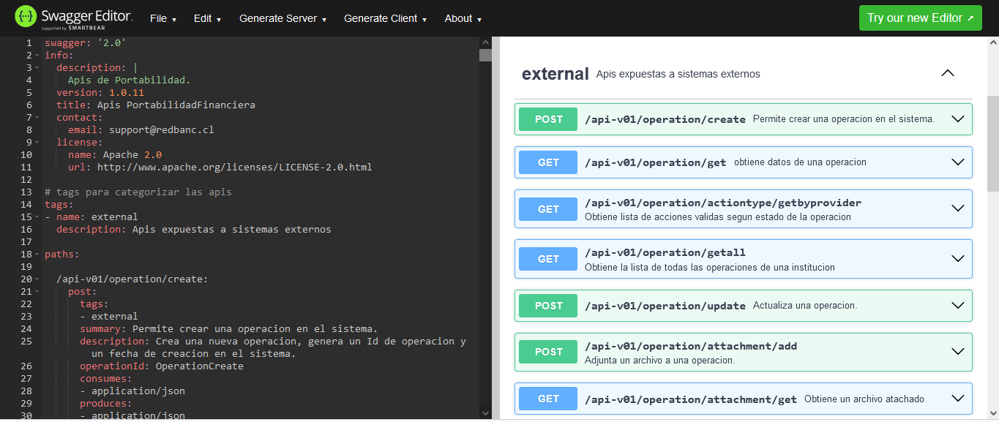 Swagger Editor
Supported by SMARTBEAR
File Edit Generate Server Generate Client About
Try our new Editor ↗
1 swagger: '2.0'
2 info:
3 description: |
4 Apis de Portabilidad.
5 version: 1.0.11
6 title: Apis PortabilidadFinanciera
7 contact:
8 email: support@redbanc.cl
9 license:
10 name: Apache 2.0
11 url: http://www.apache.org/licenses/LICENSE-2.0.html
12
13 # tags para categorizar las apis
14 tags:
15 - name: external
16 description: Apis expuestas a sistemas externos
17
18 paths:
19
20 /api-v01/operation/create:
21 post:
22 tags:
23 - external
24 summary: Permite crear una operacion en el sistema.
25 description: Crea una nueva operacion, genera un Id de operacion y
un fecha de creacion en el sistema.
26 operationId: OperationCreate
27 consumes:
28 - application/json
29 produces:
30 - application/json
external Apis expuestas a sistemas externos
POST /api-v01/operation/create Permite crear una operacion en el sistema.
GET /api-v01/operation/get obtiene datos de una operacion
GET /api-v01/operation/actiontype/getbyprovider
Obtiene lista de acciones validas segun estado de la operacion
GET /api-v01/operation/getall
Obtiene la lista de todas las operaciones de una institucion
POST /api-v01/operation/update Actualiza una operacion.
POST /api-v01/operation/attachment/add
Adjunta un archivo a una operacion.
GET /api-v01/operation/attachment/get Obtiene un archivo atachado